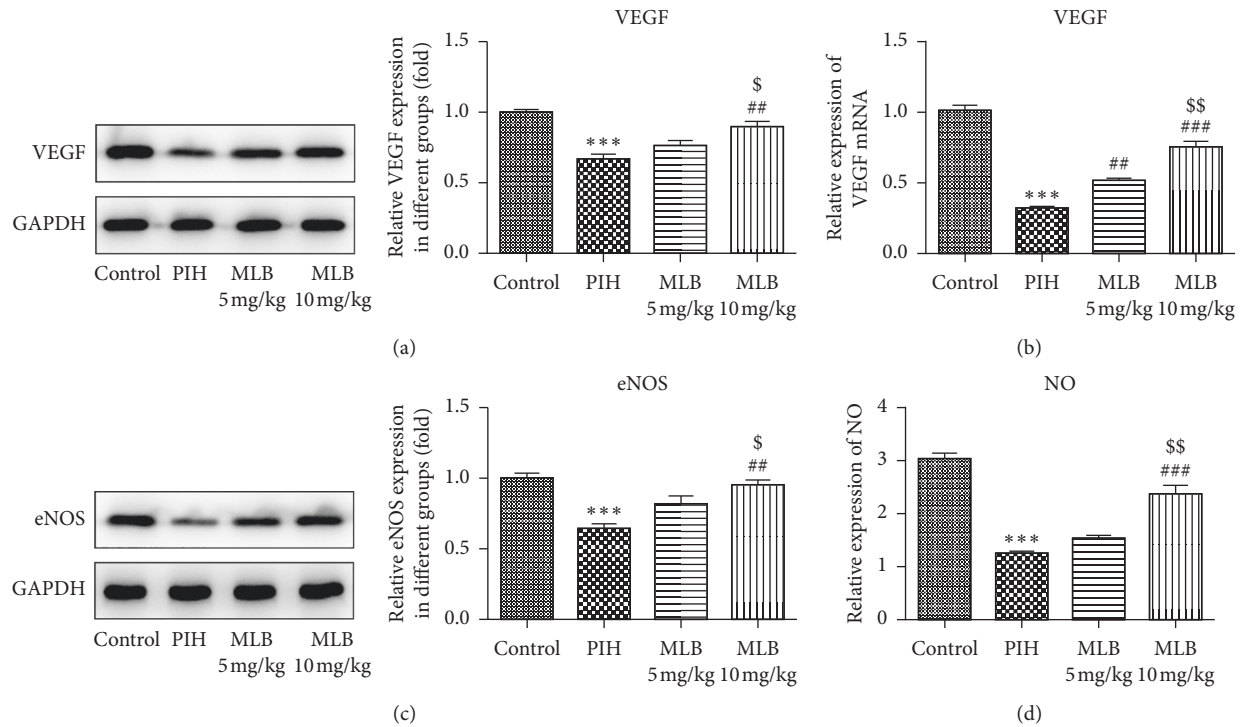 VEGF
GAPDH
Control PIH MLB MLB
5 mg/kg 10 mg/kg
VEGF
Relative VEGF expression
in different groups (fold)
1.5
1.0
0.5
0.0
***
$
##
Control PIH MLB MLB
5 mg/kg 10 mg/kg
(a)
VEGF
Relative expression of
VEGF mRNA
1.5
1.0
0.5
0.0
***
##
$$
###
Control PIH MLB MLB
5 mg/kg 10 mg/kg
(b)
eNOS
GAPDH
Control PIH MLB MLB
5 mg/kg 10 mg/kg
eNOS
Relative eNOS expression
in different groups (fold)
1.5
1.0
0.5
0.0
***
$
##
Control PIH MLB MLB
5 mg/kg 10 mg/kg
(c)
NO
Relative expression of NO
4
3
2
1
0
***
$$
###
Control PIH MLB MLB
5 mg/kg 10 mg/kg
(d)